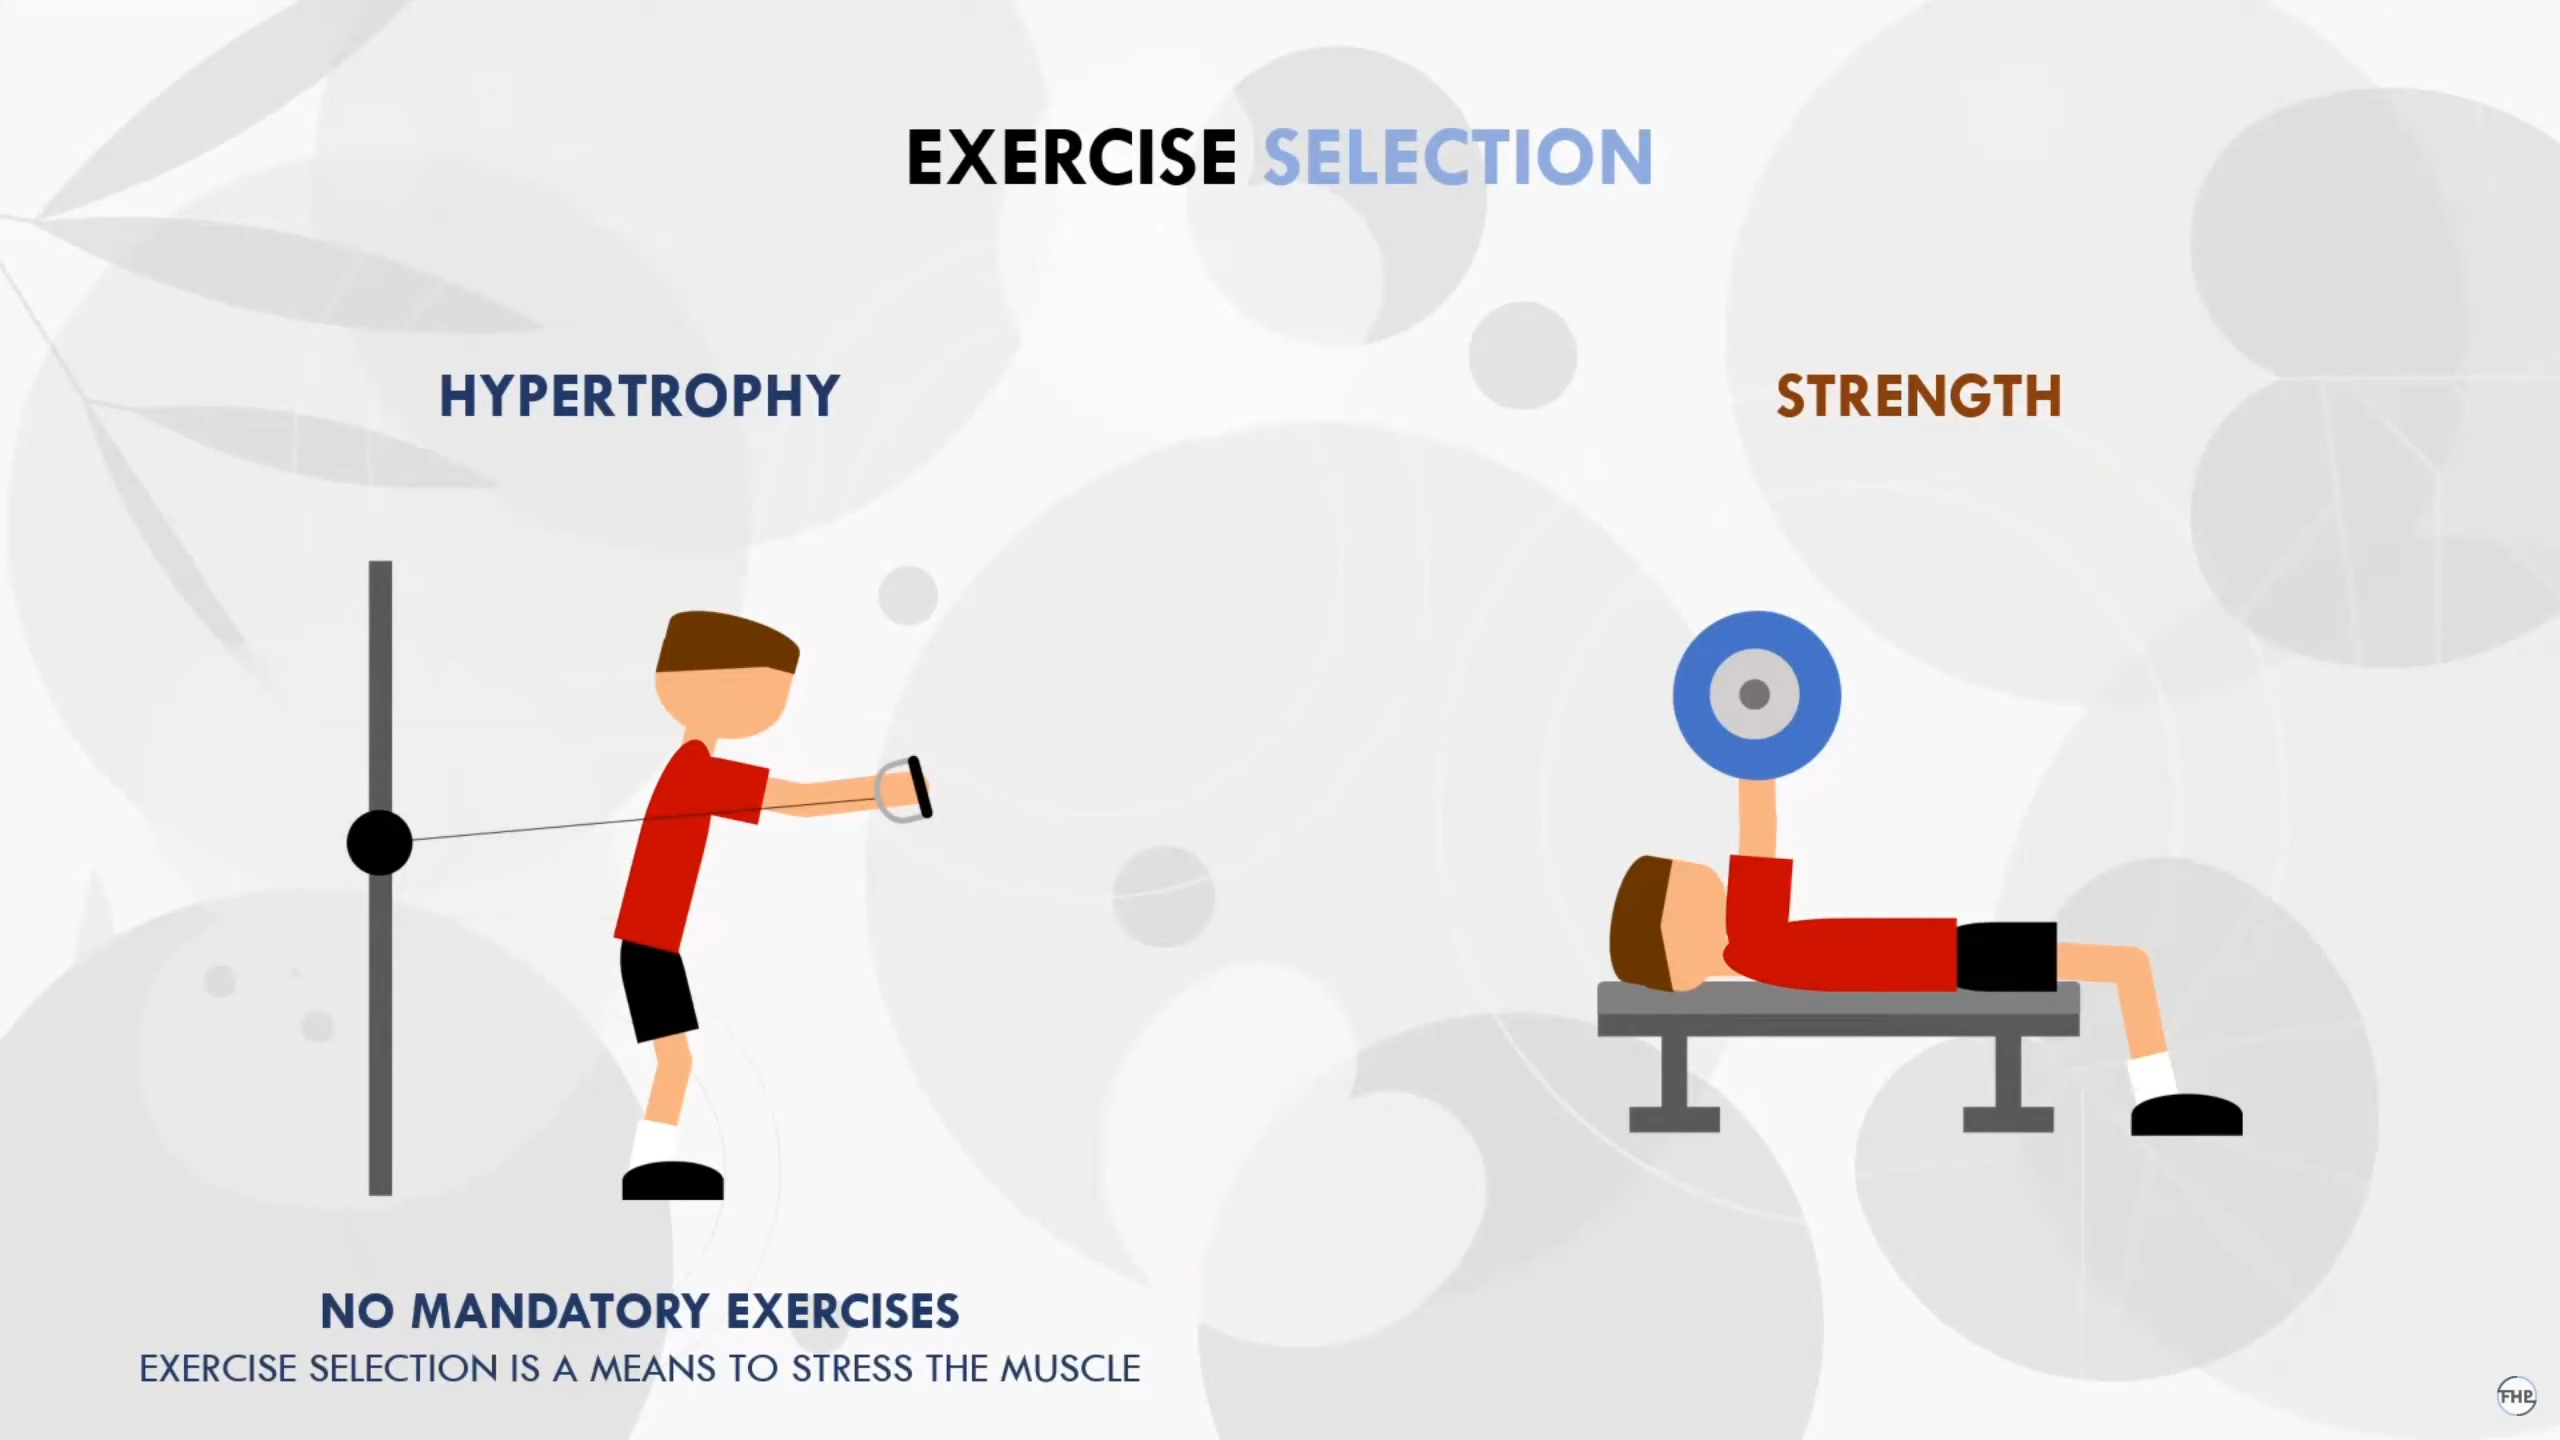 EXERCISE SELECTION
HYPERTROPHY
STRENGTH
NO MANDATORY EXERCISES
EXERCISE SELECTION IS A MEANS TO STRESS THE MUSCLE
FHP